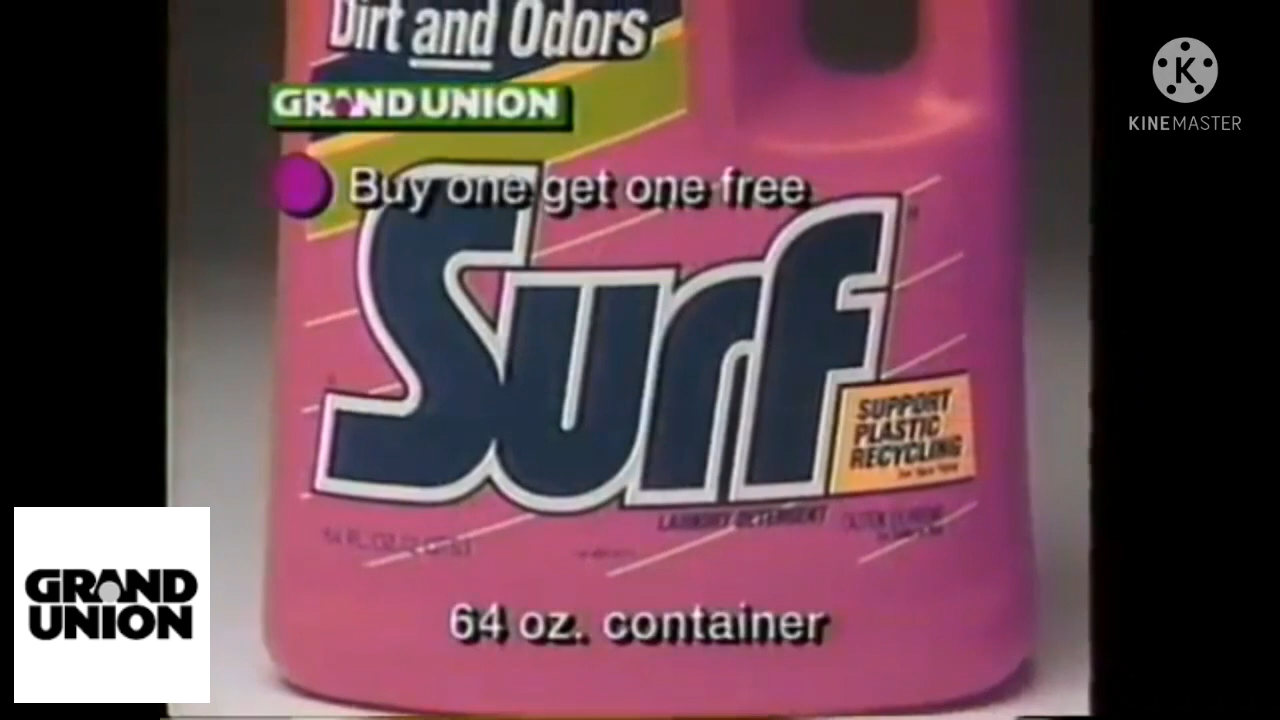 Dirt and Odors
GRAND UNION
Buy one get one free
Surf
SUPPORT
PLASTIC
RECYCLING
LAUNDRY DETERGENT
64 oz. container
GRAND
UNION
K
KINEMASTER